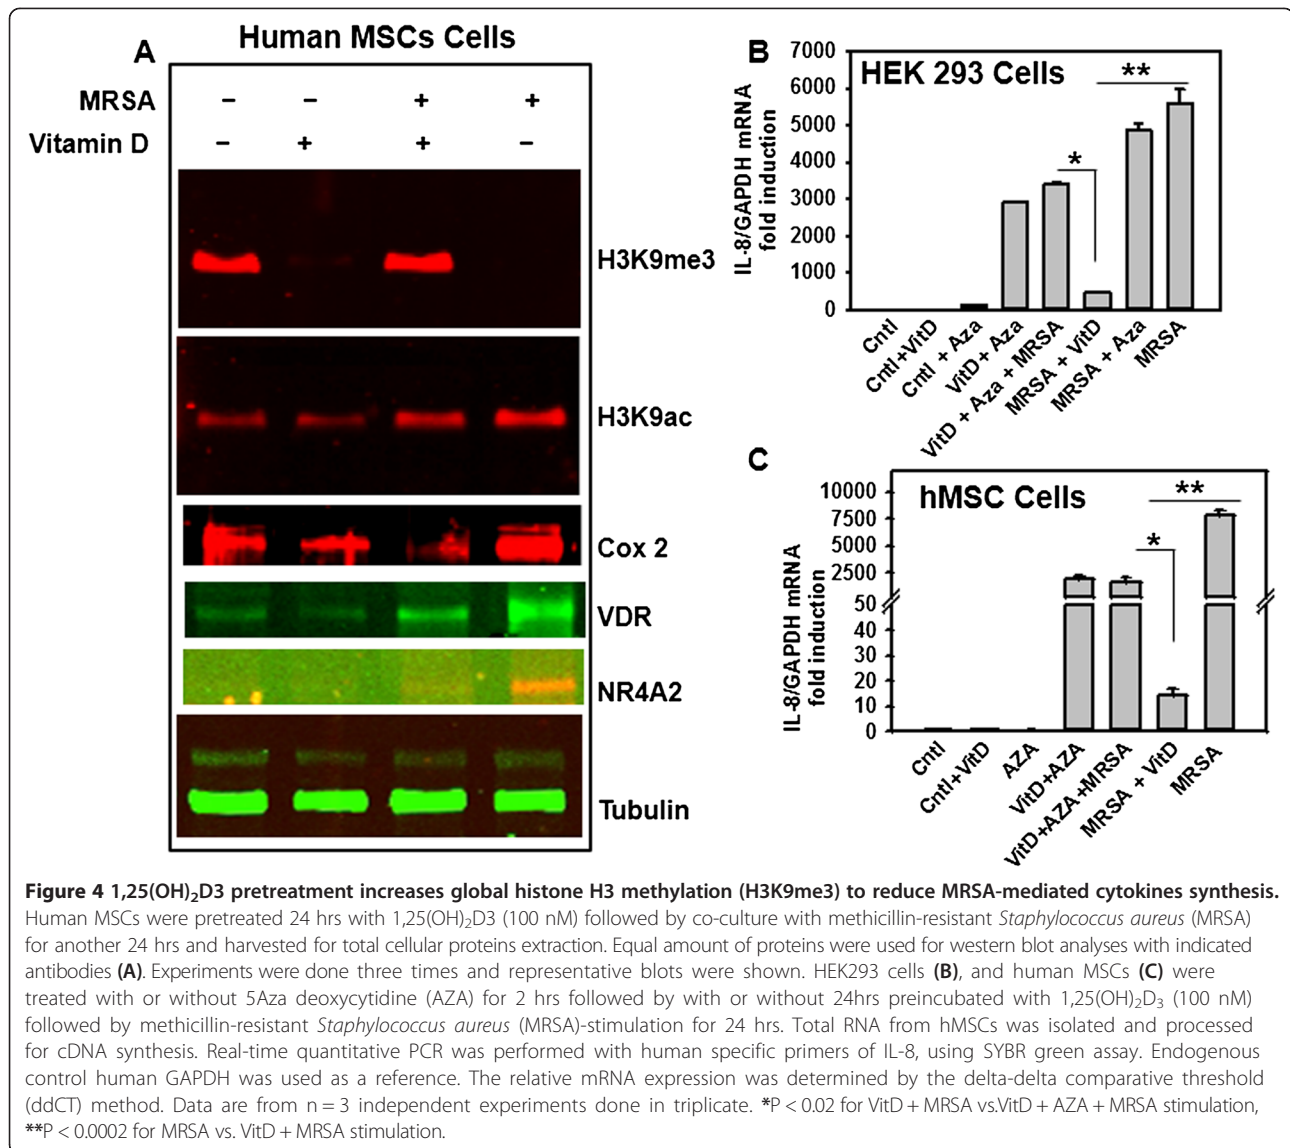 A
Human MSCs Cells
MRSA - - + +
Vitamin D - + + -
H3K9me3
H3K9ac
Cox 2
VDR
NR4A2
Tubulin
B
HEK 293 Cells
IL-8/GAPDH mRNA
fold induction
7000
6000
5000
4000
3000
2000
1000
0
*
**
Cntl
Cntl+VitD
Cntl + Aza
VitD+ Aza
VitD + Aza + MRSA
MRSA + VitD
MRSA + Aza
MRSA
C
hMSC Cells
IL-8/GAPDH mRNA
fold induction
10000
7500
5000
2500
50
40
30
20
10
0
*
**
Cntl
Cntl+VitD
AZA
VitD+AZA
VitD+AZA +MRSA
MRSA + VitD
MRSA
Figure 4 1,25(OH)₂D3 pretreatment increases global histone H3 methylation (H3K9me3) to reduce MRSA-mediated cytokines synthesis.
Human MSCs were pretreated 24 hrs with 1,25(OH)₂D3 (100 nM) followed by co-culture with methicillin-resistant Staphylococcus aureus (MRSA)
for another 24 hrs and harvested for total cellular proteins extraction. Equal amount of proteins were used for western blot analyses with indicated
antibodies (A). Experiments were done three times and representative blots were shown. HEK293 cells (B), and human MSCs (C) were
treated with or without 5Aza deoxycytidine (AZA) for 2 hrs followed by with or without 24hrs preincubated with 1,25(OH)₂D₃ (100 nM)
followed by methicillin-resistant Staphylococcus aureus (MRSA)-stimulation for 24 hrs. Total RNA from hMSCs was isolated and processed
for cDNA synthesis. Real-time quantitative PCR was performed with human specific primers of IL-8, using SYBR green assay. Endogenous
control human GAPDH was used as a reference. The relative mRNA expression was determined by the delta-delta comparative threshold
(ddCT) method. Data are from n = 3 independent experiments done in triplicate. *P < 0.02 for VitD + MRSA vs.VitD + AZA + MRSA stimulation,
**P < 0.0002 for MRSA vs. VitD + MRSA stimulation.